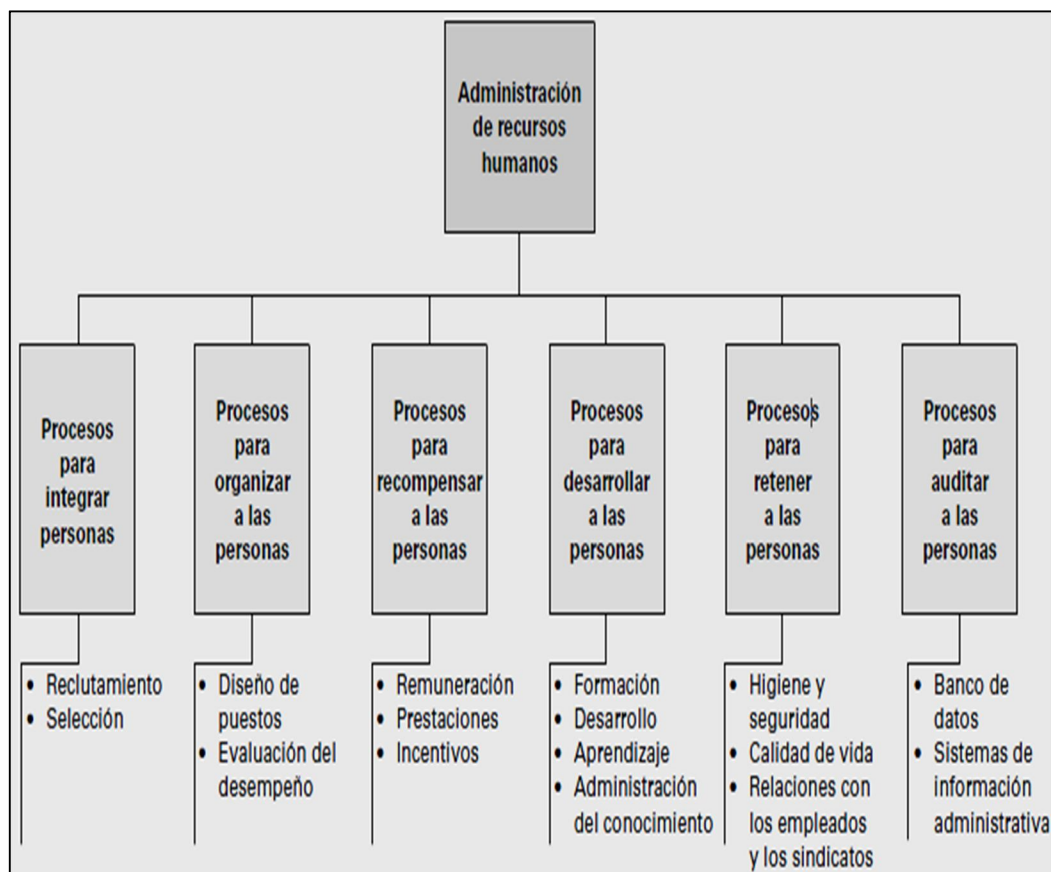 Administración
de recursos
humanos
Procesos
para
integrar
personas
Procesos
para
organizar
a las
personas
Procesos
para
recompensar
a las
personas
Procesos
para
desarrollar
a las
personas
Procesos
para
retener
a las
personas
Procesos
para
auditar
a las
personas
• Reclutamiento
• Selección
• Diseño de
puestos
• Evaluación del
desempeño
• Remuneración
• Prestaciones
• Incentivos
• Formación
• Desarrollo
• Aprendizaje
• Administración
del conocimiento
• Higiene y
seguridad
• Calidad de vida
• Relaciones con
los empleados
y los sindicatos
• Banco de
datos
• Sistemas de
información
administrativa